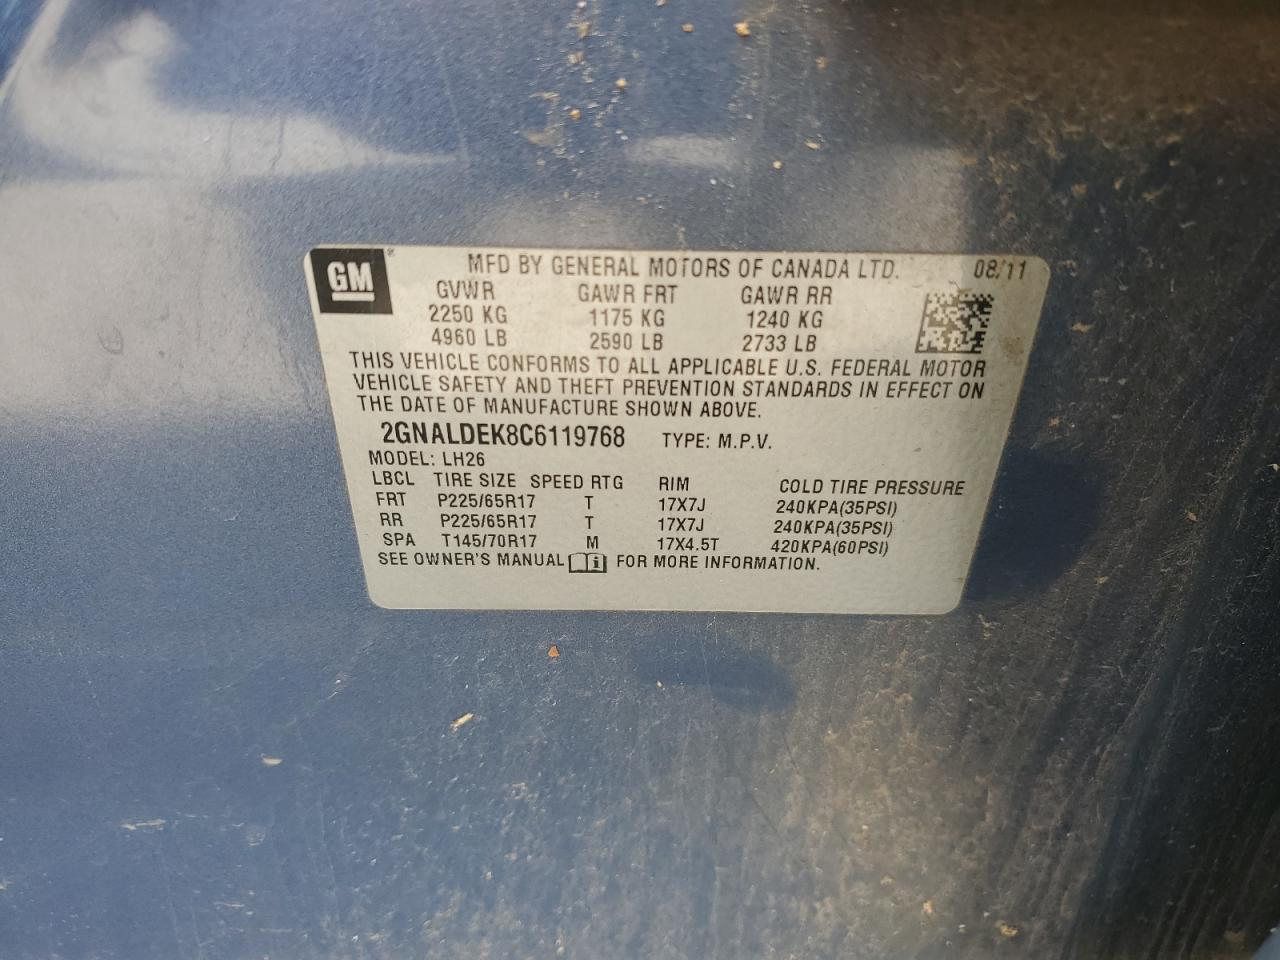 GM ® MFD BY GENERAL MOTORS OF CANADA LTD. 08/11
GVWR GAWR FRT GAWR RR
2250 KG 1175 KG 1240 KG
4960 LB 2590 LB 2733 LB
THIS VEHICLE CONFORMS TO ALL APPLICABLE U.S. FEDERAL MOTOR
VEHICLE SAFETY AND THEFT PREVENTION STANDARDS IN EFFECT ON
THE DATE OF MANUFACTURE SHOWN ABOVE.
2GNALDEK8C6119768 TYPE: M.P.V.
MODEL: LH26
LBCL TIRE SIZE SPEED RTG RIM COLD TIRE PRESSURE
FRT P225/65R17 T 17X7J 240KPA(35PSI)
RR P225/65R17 T 17X7J 240KPA(35PSI)
SPA T145/70R17 M 17X4.5T 420KPA(60PSI)
SEE OWNER'S MANUAL i FOR MORE INFORMATION.